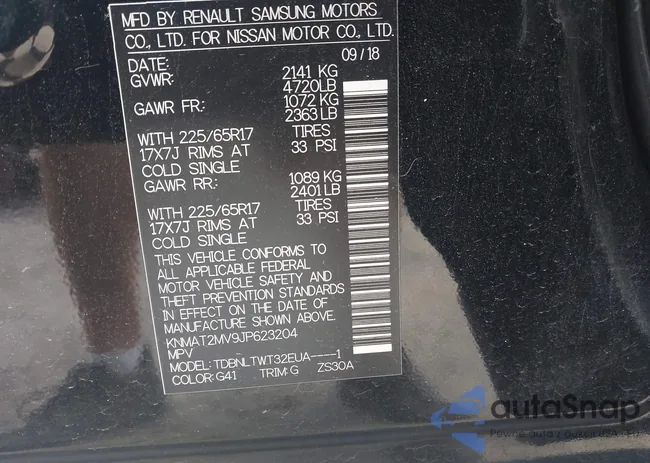 MFD BY RENAULT SAMSUNG MOTORS
CO., LTD. FOR NISSAN MOTOR CO., LTD.
DATE: 09/18
GVWR: 2141 KG
4720LB
GAWR FR: 1072 KG
2363 LB
WITH 225/65R17 TIRES
17X7J RIMS AT 33 PSI
COLD SINGLE
GAWR RR: 1089 KG
2401 LB
WITH 225/65R17 TIRES
17X7J RIMS AT 33 PSI
COLD SINGLE
THIS VEHICLE CONFORMS TO
ALL APPLICABLE FEDERAL
MOTOR VEHICLE SAFETY AND
THEFT PREVENTION STANDARDS
IN EFFECT ON THE DATE OF
MANUFACTURE SHOWN ABOVE.
KNMAT2MV9JP623204
MPV
MODEL: TDBNLTWT32EUA----1
COLOR: G41 TRIM: G ZS30A
autaSnap
Pewne auta z aukcji